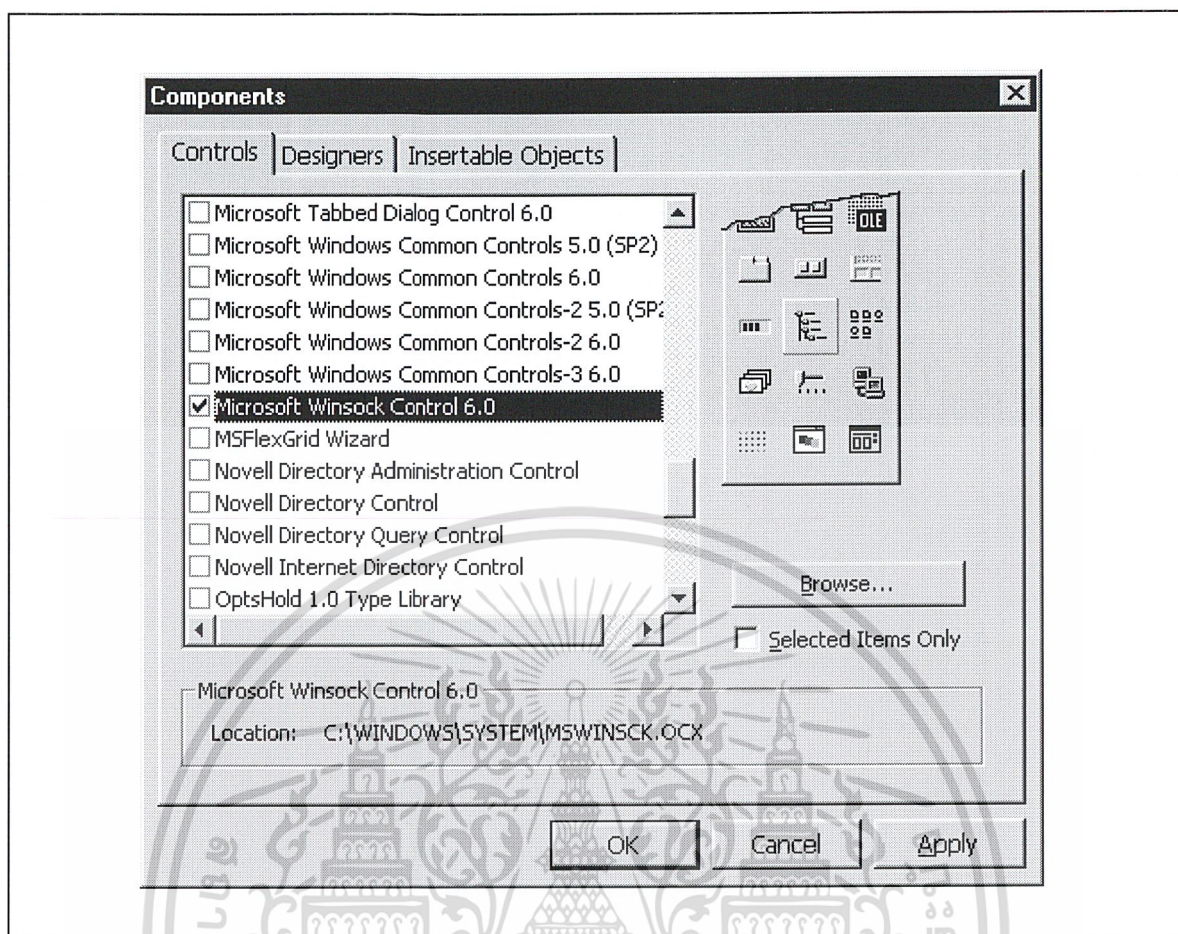 Components
Controls Designers Insertable Objects
Microsoft Tabbed Dialog Control 6.0
Microsoft Windows Common Controls 5.0 (SP2)
Microsoft Windows Common Controls 6.0
Microsoft Windows Common Controls-2 5.0 (SP2
Microsoft Windows Common Controls-2 6.0
Microsoft Windows Common Controls-3 6.0
Microsoft Winsock Control 6.0
MSFlexGrid Wizard
Novell Directory Administration Control
Novell Directory Control
Novell Directory Query Control
Novell Internet Directory Control
OptsHold 1.0 Type Library
OLE
Browse...
Selected Items Only
Microsoft Winsock Control 6.0
Location: C:\WINDOWS\SYSTEM\MSWINSCK.OCX
OK Cancel Apply